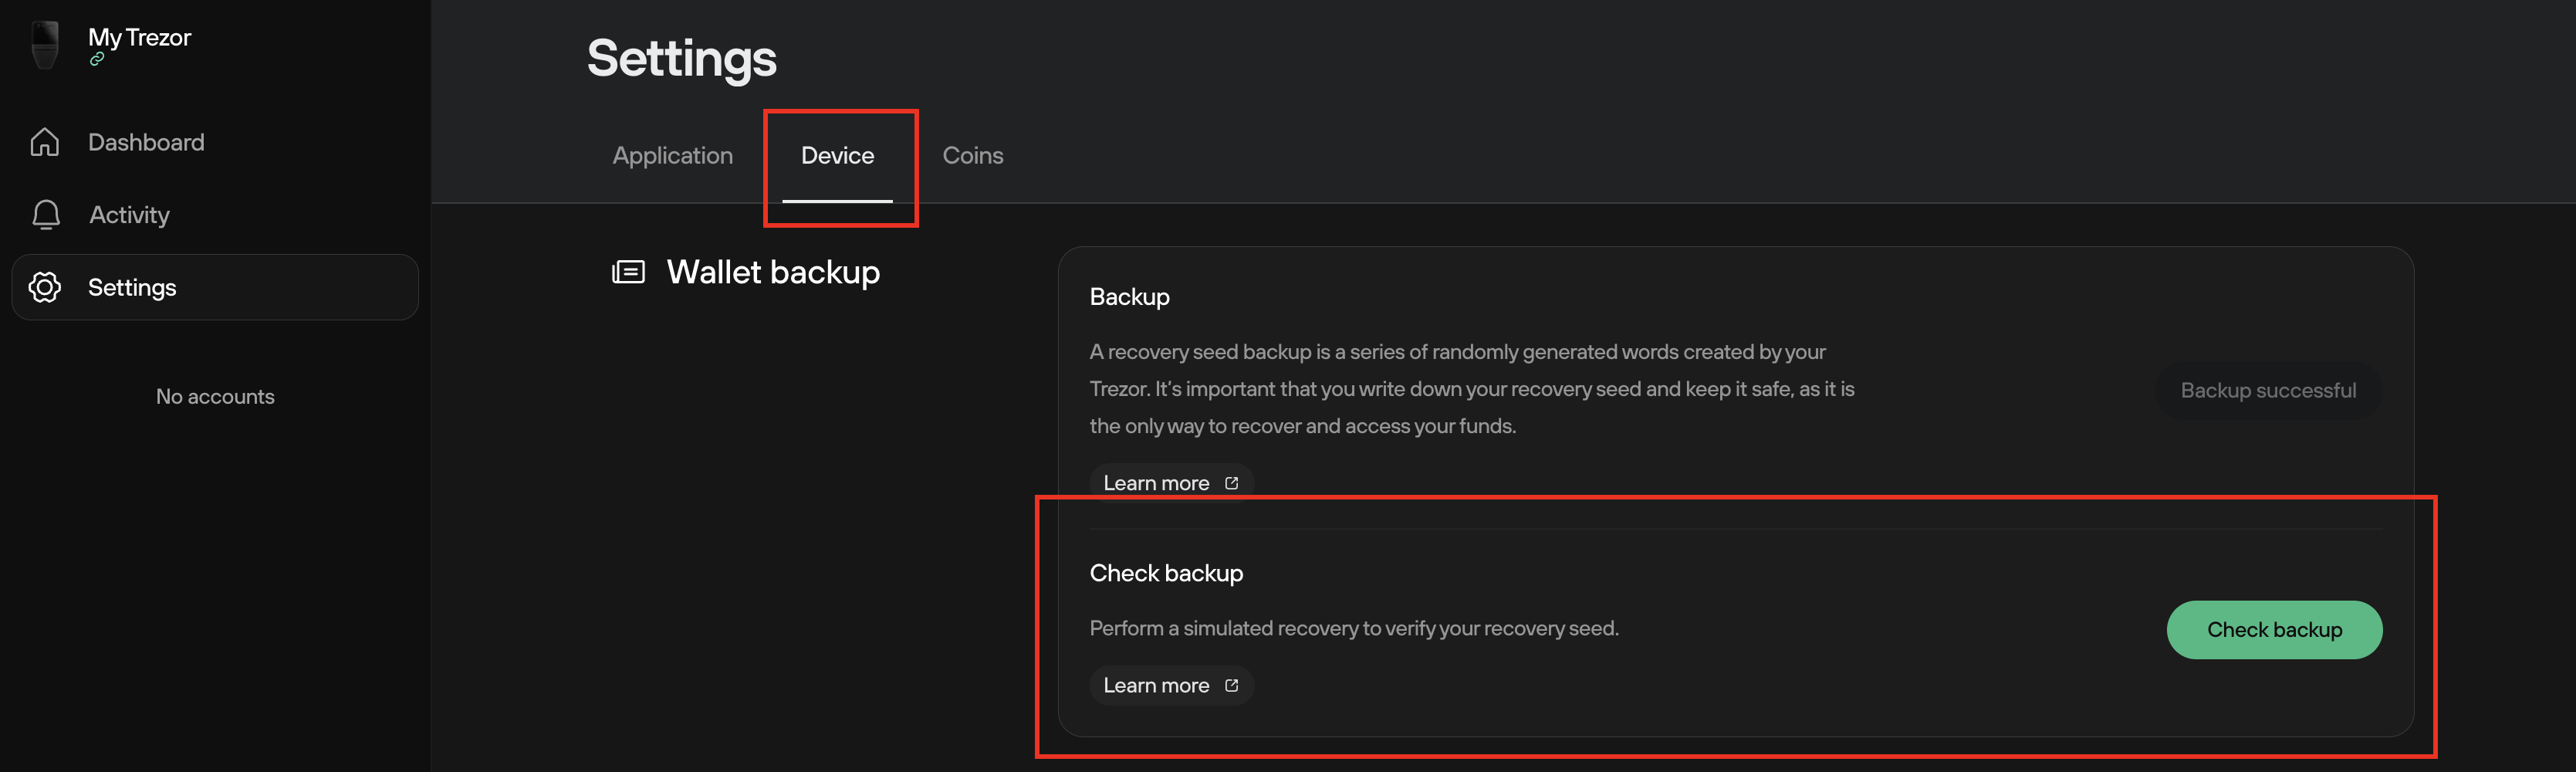 My Trezor
Dashboard
Activity
Settings
No accounts
Settings
Application
Device
Coins
Wallet backup
Backup
A recovery seed backup is a series of randomly generated words created by your
Trezor. It's important that you write down your recovery seed and keep it safe, as it is
the only way to recover and access your funds.
Learn more
Backup successful
Check backup
Perform a simulated recovery to verify your recovery seed.
Learn more
Check backup